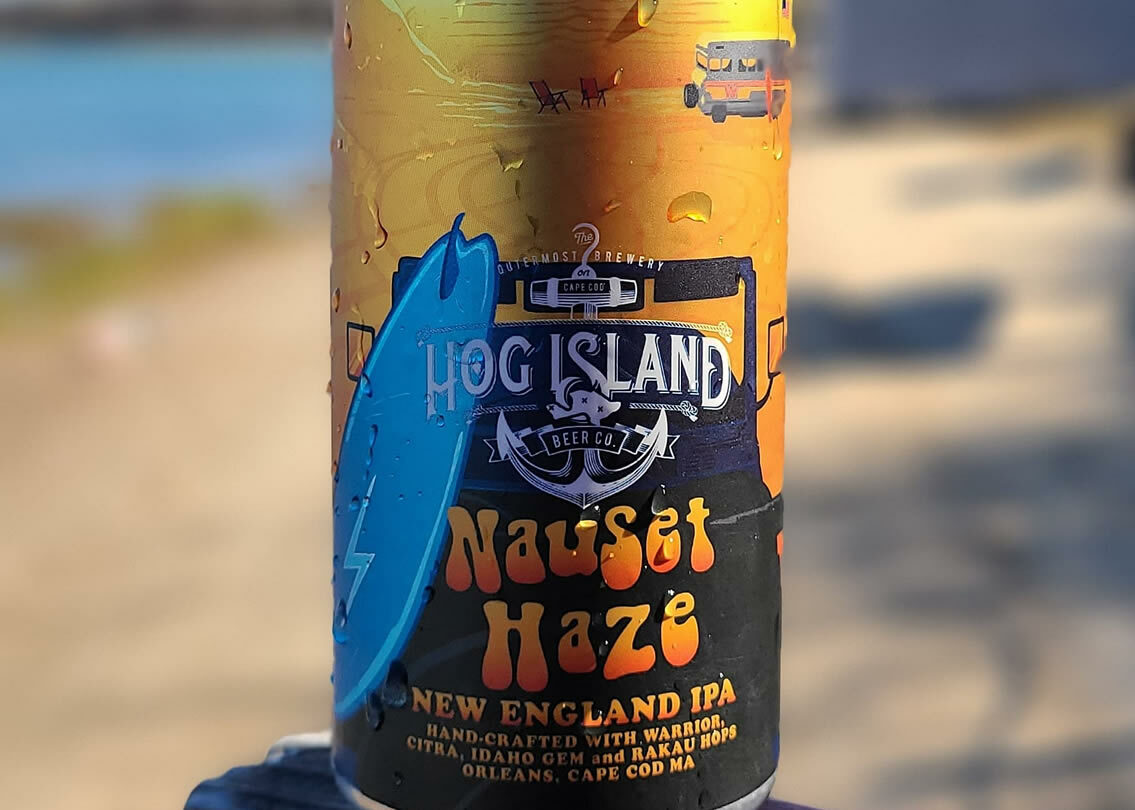 The
OUTERMOST BREWERY
on
CAPE COD
HOG ISLAND
BEER CO.
Nauset
Haze
NEW ENGLAND IPA
HAND-CRAFTED WITH WARRIOR,
CITRA, IDAHO GEM and RAKAU HOPS
ORLEANS, CAPE COD MA